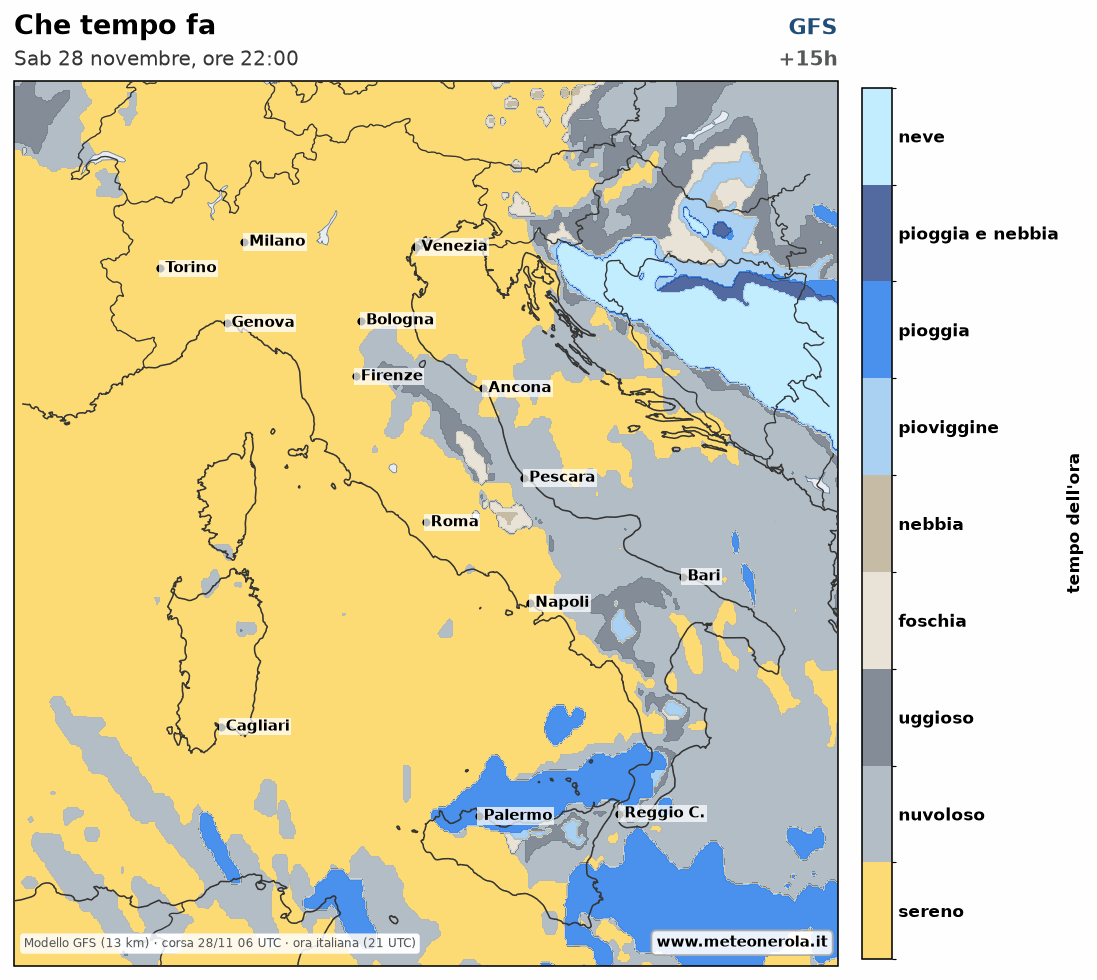 Che tempo fa
GFS
Sab 28 novembre, ore 22:00
+15h
neve
pioggia e nebbia
pioggia
pioviggine
nebbia
foschia
uggioso
nuvoloso
sereno
tempo dell'ora
Milano
Venezia
Torino
Genova
Bologna
Firenze
Ancona
Pescara
Roma
Bari
Napoli
Cagliari
Palermo
Reggio C.
Modello GFS (13 km) · corsa 28/11 06 UTC · ora italiana (21 UTC)
www.meteonerola.it